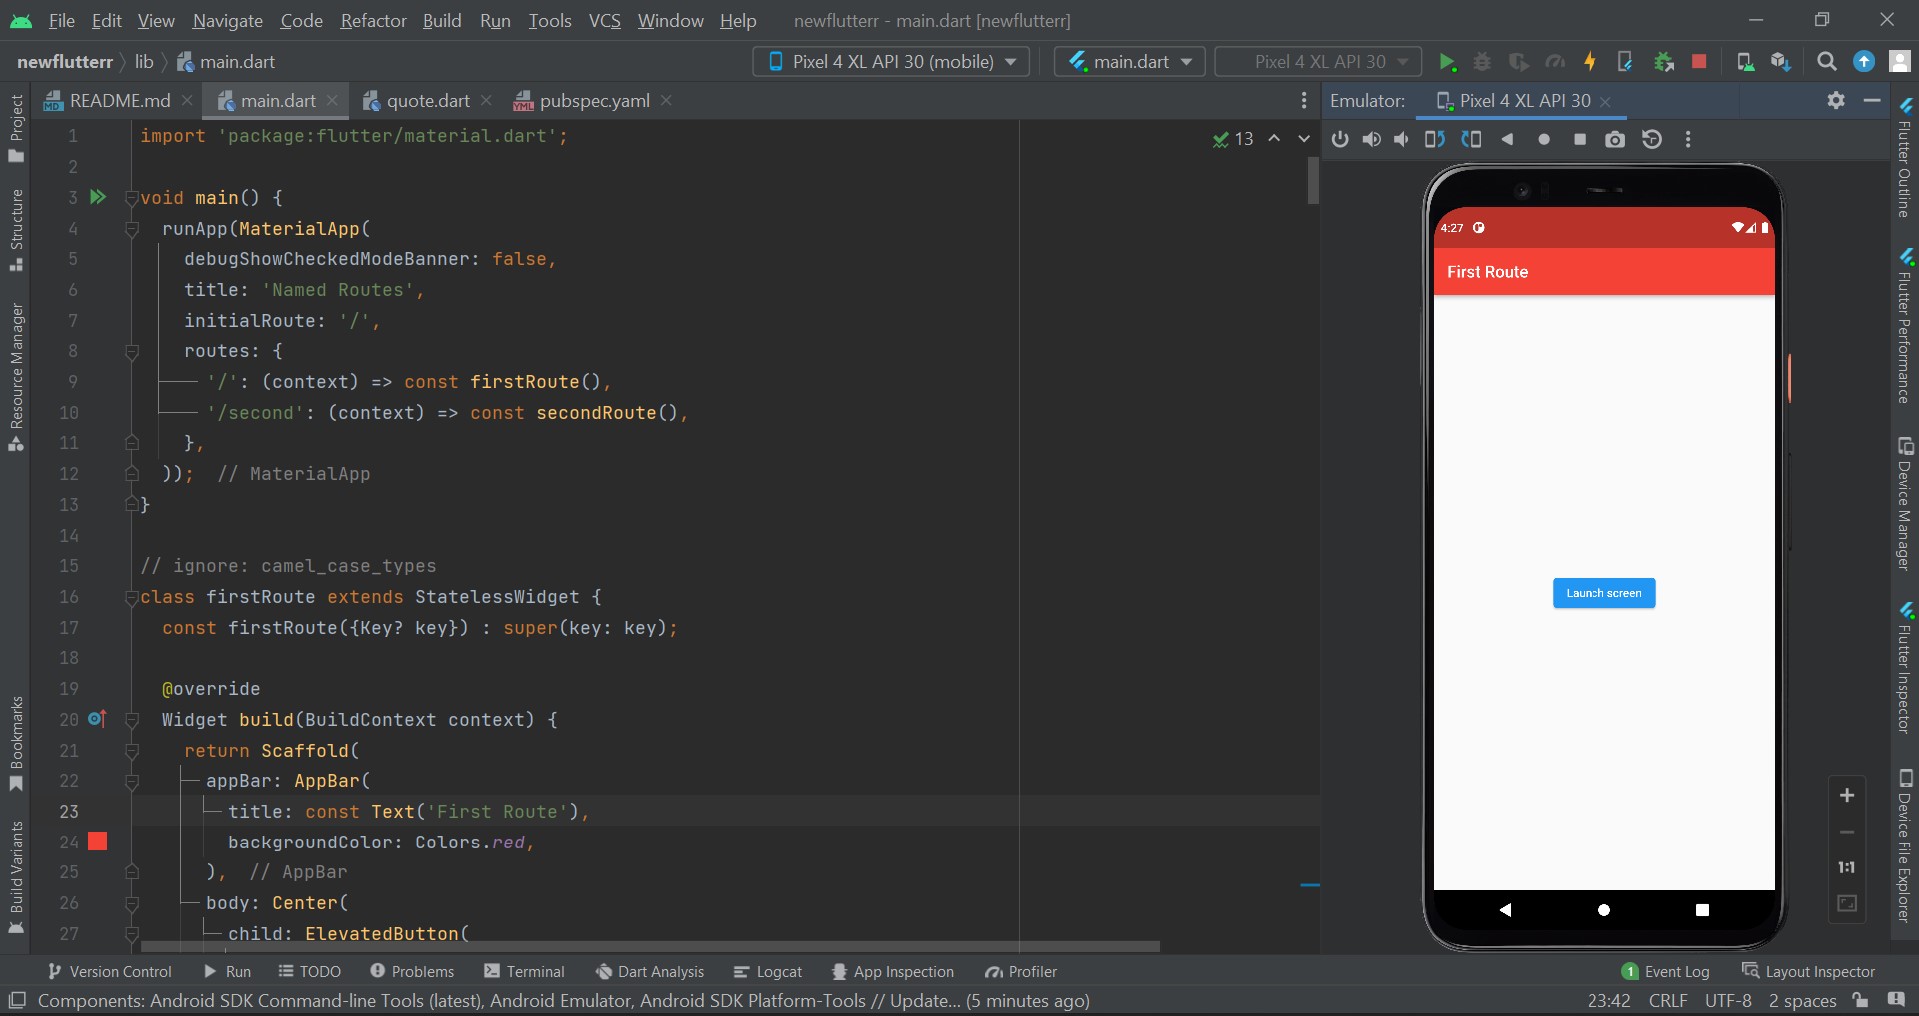 File Edit View Navigate Code Refactor Build Run Tools VCS Window Help newflutterr - main.dart [newflutterr]
newflutterr lib main.dart Pixel 4 XL API 30 (mobile) main.dart Pixel 4 XL API 30
README.md main.dart quote.dart pubspec.yaml Emulator: Pixel 4 XL API 30
Project
Structure
Resource Manager
Bookmarks
Build Variants
1 import 'package:flutter/material.dart'; 13
2
3 void main() {
4 runApp(MaterialApp(
5 debugShowCheckedModeBanner: false,
6 title: 'Named Routes',
7 initialRoute: '/',
8 routes: {
9 '/': (context) => const firstRoute(),
10 '/second': (context) => const secondRoute(),
11 },
12 )); // MaterialApp
13 }
14
15 // ignore: camel_case_types
16 class firstRoute extends StatelessWidget {
17 const firstRoute({Key? key}) : super(key: key);
18
19 @override
20 Widget build(BuildContext context) {
21 return Scaffold(
22 appBar: AppBar(
23 title: const Text('First Route'),
24 backgroundColor: Colors.red,
25 ), // AppBar
26 body: Center(
27 child: ElevatedButton(
4:27
First Route
Launch screen
1:1
Flutter Outline
Flutter Performance
Device Manager
Flutter Inspector
Device File Explorer
Version Control Run TODO Problems Terminal Dart Analysis Logcat App Inspection Profiler 1 Event Log Layout Inspector
Components: Android SDK Command-line Tools (latest), Android Emulator, Android SDK Platform-Tools // Update... (5 minutes ago) 23:42 CRLF UTF-8 2 spaces